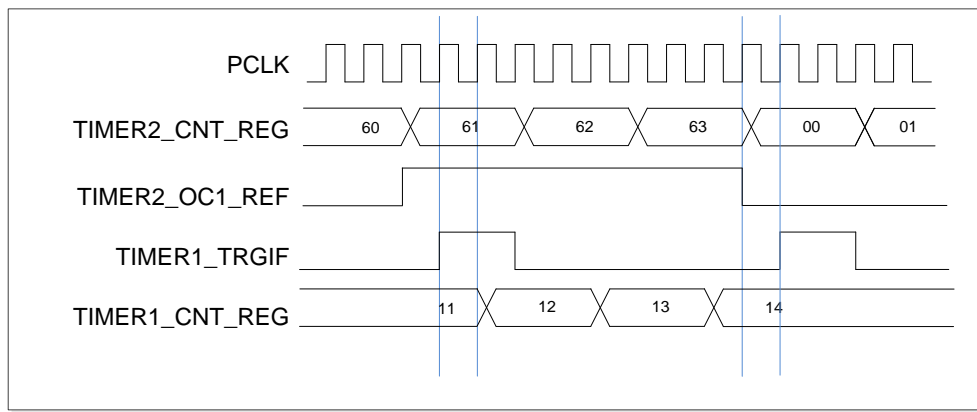 PCLK
TIMER2_CNT_REG 60 61 62 63 00 01
TIMER2_OC1_REF
TIMER1_TRGIF
TIMER1_CNT_REG 11 12 13 14